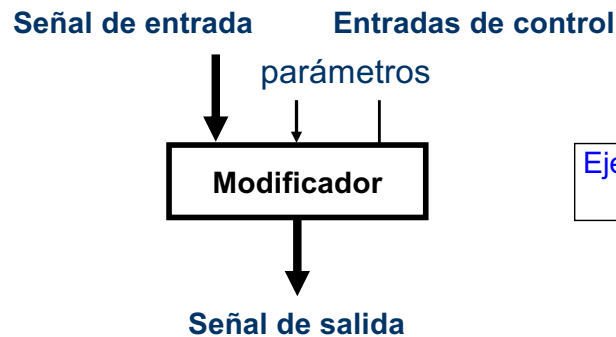 Señal de entrada Entradas de control
parámetros
Modificador
Señal de salida